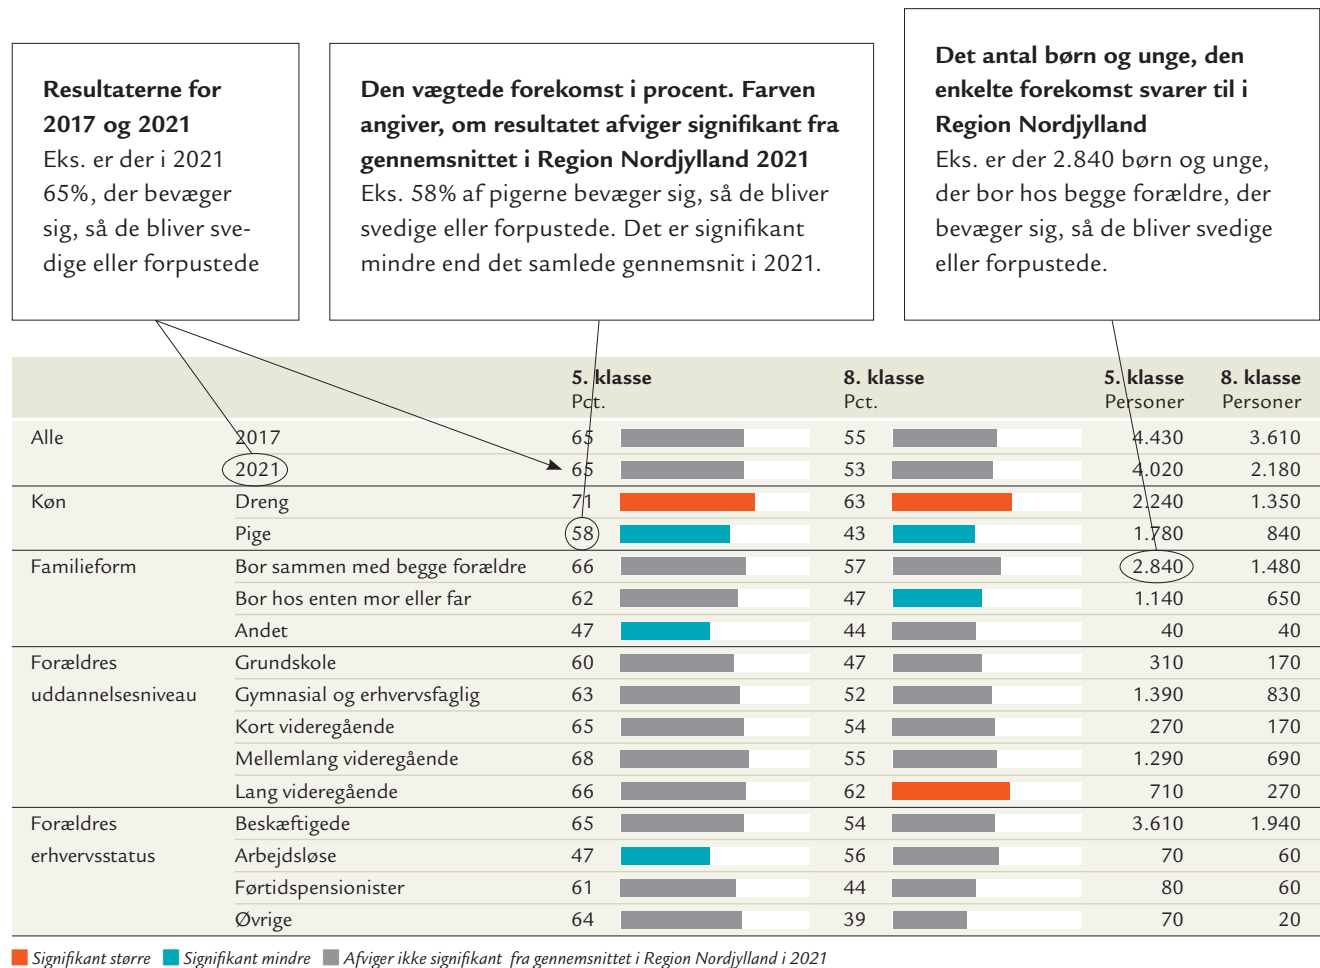 Resultaterne for
2017 og 2021
Eks. er der i 2021
65%, der bevæger
sig, så de bliver sve-
dige eller forpustede
Den vægtede forekomst i procent. Farven
angiver, om resultatet afviger signifikant fra
gennemsnittet i Region Nordjylland 2021
Eks. 58% af pigerne bevæger sig, så de bliver
svedige eller forpustede. Det er signifikant
mindre end det samlede gennemsnit i 2021.
Det antal børn og unge, den
enkelte forekomst svarer til i
Region Nordjylland
Eks. er der 2.840 børn og unge,
der bor hos begge forældre, der
bevæger sig, så de bliver svedige
eller forpustede.
5. klasse 8. klasse 5. klasse 8. klasse
Pct. Pct. Personer Personer
Alle 2017 65 55 4.430 3.610
2021 65 53 4.020 2.180
Køn Dreng 71 63 2.240 1.350
Pige 58 43 1.780 840
Familieform Bor sammen med begge forældre 66 57 2.840 1.480
Bor hos enten mor eller far 62 47 1.140 650
Andet 47 44 40 40
Forældres Grundskole 60 47 310 170
uddannelsesniveau Gymnasial og erhvervsfaglig 63 52 1.390 830
Kort videregående 65 54 270 170
Mellemlang videregående 68 55 1.290 690
Lang videregående 66 62 710 270
Forældres Beskæftigede 65 54 3.610 1.940
erhvervsstatus Arbejdsløse 47 56 70 60
Førtidspensionister 61 44 80 60
Øvrige 64 39 70 20
Signifikant større Signifikant mindre Afviger ikke signifikant fra gennemsnittet i Region Nordjylland i 2021